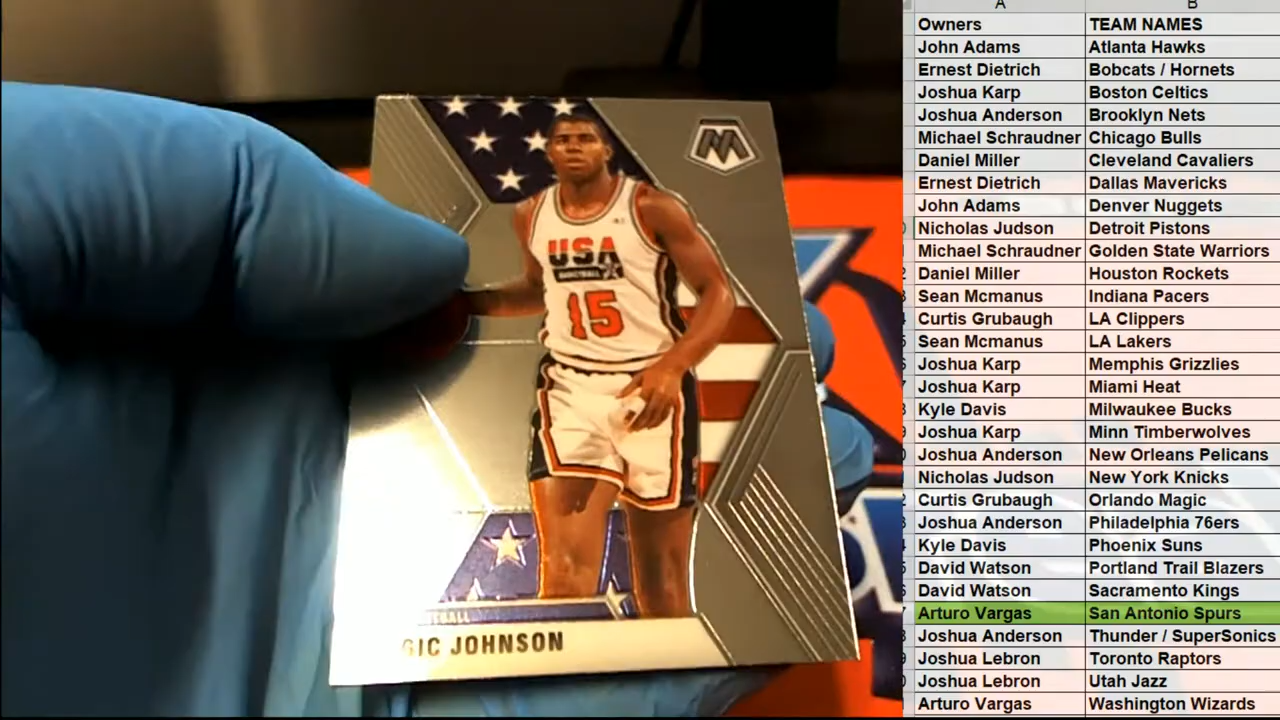 USA
BASKETBALL
15
GIC JOHNSON
A B
Owners TEAM NAMES
John Adams Atlanta Hawks
Ernest Dietrich Bobcats / Hornets
Joshua Karp Boston Celtics
Joshua Anderson Brooklyn Nets
Michael Schraudner Chicago Bulls
Daniel Miller Cleveland Cavaliers
Ernest Dietrich Dallas Mavericks
John Adams Denver Nuggets
Nicholas Judson Detroit Pistons
Michael Schraudner Golden State Warriors
Daniel Miller Houston Rockets
Sean Mcmanus Indiana Pacers
Curtis Grubaugh LA Clippers
Sean Mcmanus LA Lakers
Joshua Karp Memphis Grizzlies
Joshua Karp Miami Heat
Kyle Davis Milwaukee Bucks
Joshua Karp Minn Timberwolves
Joshua Anderson New Orleans Pelicans
Nicholas Judson New York Knicks
Curtis Grubaugh Orlando Magic
Joshua Anderson Philadelphia 76ers
Kyle Davis Phoenix Suns
David Watson Portland Trail Blazers
David Watson Sacramento Kings
Arturo Vargas San Antonio Spurs
Joshua Anderson Thunder / SuperSonics
Joshua Lebron Toronto Raptors
Joshua Lebron Utah Jazz
Arturo Vargas Washington Wizards